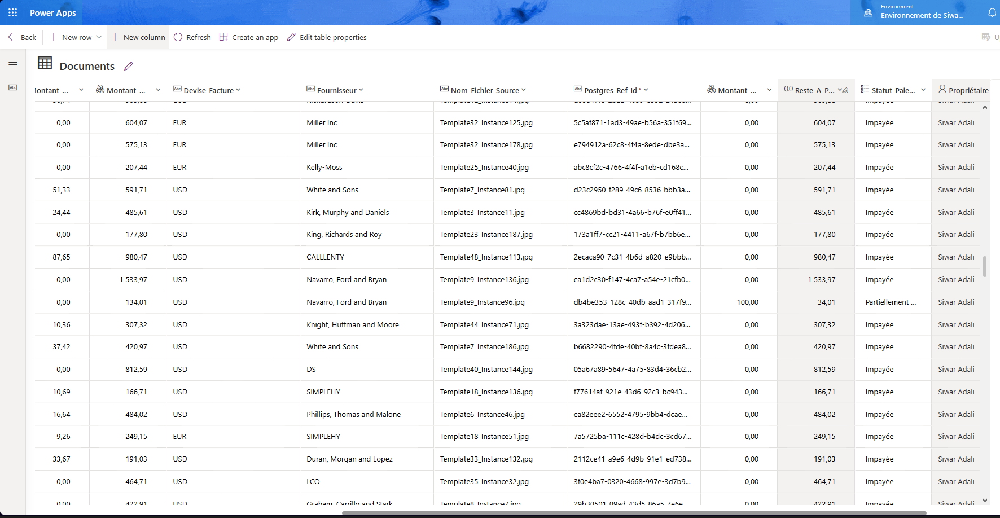 Power Apps
Environment
Environnement de Siwa...
Back New row New column Refresh Create an app Edit table properties U
Documents
Iontant_... Montant_... Devise_Facture Fournisseur Nom_Fichier_Source Postgres_Ref_Id * Montant_... Reste_A_P... Statut_Paie... Propriétaire
0,00 604,07 EUR Miller Inc Template32_Instance125.jpg 5c5af871-1ad3-49ae-b56a-351f69... 0,00 604,07 Impayée Siwar Adali
0,00 575,13 EUR Miller Inc Template32_Instance178.jpg e794912a-62c8-4f4a-8ede-dbe3a... 0,00 575,13 Impayée Siwar Adali
0,00 207,44 EUR Kelly-Moss Template25_Instance40.jpg abc8cf2c-4766-4f4f-a1eb-cd168c... 0,00 207,44 Impayée Siwar Adali
51,33 591,71 USD White and Sons Template7_Instance81.jpg d23c2950-f289-49c6-8536-bbb3a... 0,00 591,71 Impayée Siwar Adali
24,44 485,61 USD Kirk, Murphy and Daniels Template3_Instance11.jpg cc4869bd-bd31-4a66-b76f-e0ff41... 0,00 485,61 Impayée Siwar Adali
0,00 177,80 USD King, Richards and Roy Template23_Instance187.jpg 173a1ff7-cc21-4411-a67f-b7bb6e... 0,00 177,80 Impayée Siwar Adali
87,65 980,47 USD CALLLENTY Template48_Instance113.jpg 2ecaca90-7c31-4b6d-a820-e9bbb... 0,00 980,47 Impayée Siwar Adali
0,00 1 533,97 USD Navarro, Ford and Bryan Template9_Instance136.jpg ea1d2c30-f147-4ca7-a54e-21cfb0... 0,00 1 533,97 Impayée Siwar Adali
0,00 134,01 USD Navarro, Ford and Bryan Template9_Instance96.jpg db4be353-128c-40db-aad1-317f9... 100,00 34,01 Partiellement ... Siwar Adali
10,36 307,32 USD Knight, Huffman and Moore Template44_Instance71.jpg 3a323dae-13ae-493f-b392-4d206... 0,00 307,32 Impayée Siwar Adali
37,42 420,97 USD White and Sons Template7_Instance186.jpg b6682290-4fde-40bf-8a4c-3fdea8... 0,00 420,97 Impayée Siwar Adali
0,00 812,59 USD DS Template40_Instance144.jpg 05a67a89-5647-4a75-83d4-36cb2... 0,00 812,59 Impayée Siwar Adali
10,69 166,71 USD SIMPLEHY Template18_Instance136.jpg f77614af-921e-43d6-92c3-bc943... 0,00 166,71 Impayée Siwar Adali
16,64 484,02 USD Phillips, Thomas and Malone Template6_Instance46.jpg ea82eee2-6552-4795-9bb4-dcae... 0,00 484,02 Impayée Siwar Adali
9,26 249,15 EUR SIMPLEHY Template18_Instance51.jpg 7a5725ba-111c-428d-b4dc-3cd67... 0,00 249,15 Impayée Siwar Adali
33,67 191,03 USD Duran, Morgan and Lopez Template33_Instance132.jpg 2112ce41-a9e6-4d9b-91e1-ed738... 0,00 191,03 Impayée Siwar Adali
0,00 464,71 USD LCO Template35_Instance32.jpg 3f0e4ba7-0320-4668-997e-3d7b9... 0,00 464,71 Impayée Siwar Adali
0,00 422,91 USD Graham, Carrillo and Stark Template8_Instance7.jpg 29b30501-09ad-43d5-86a5-7e6e... 0,00 422,91 Impayée Siwar Adali